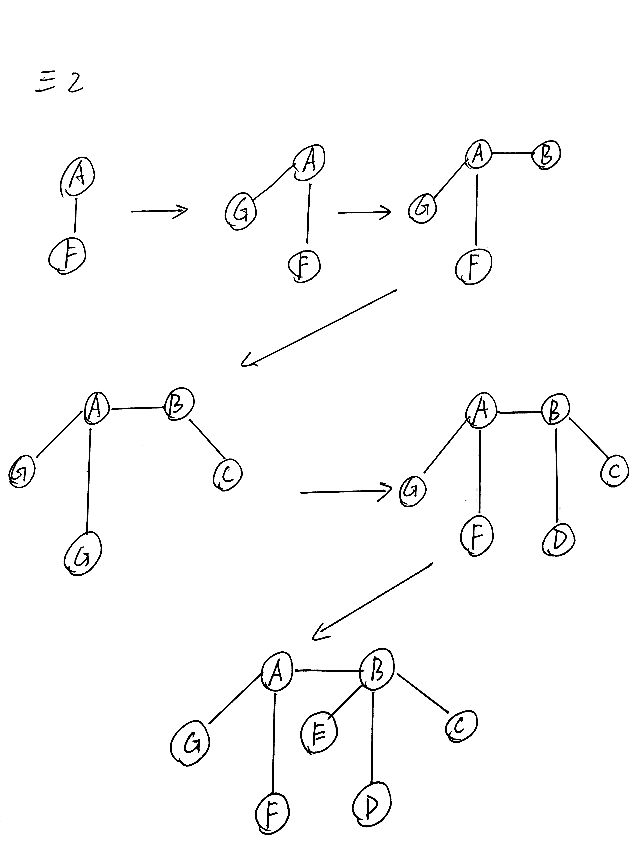 三 2
A A A B
G G
F F F
A B A B
G C G C
G F D
A B
G E C
F D